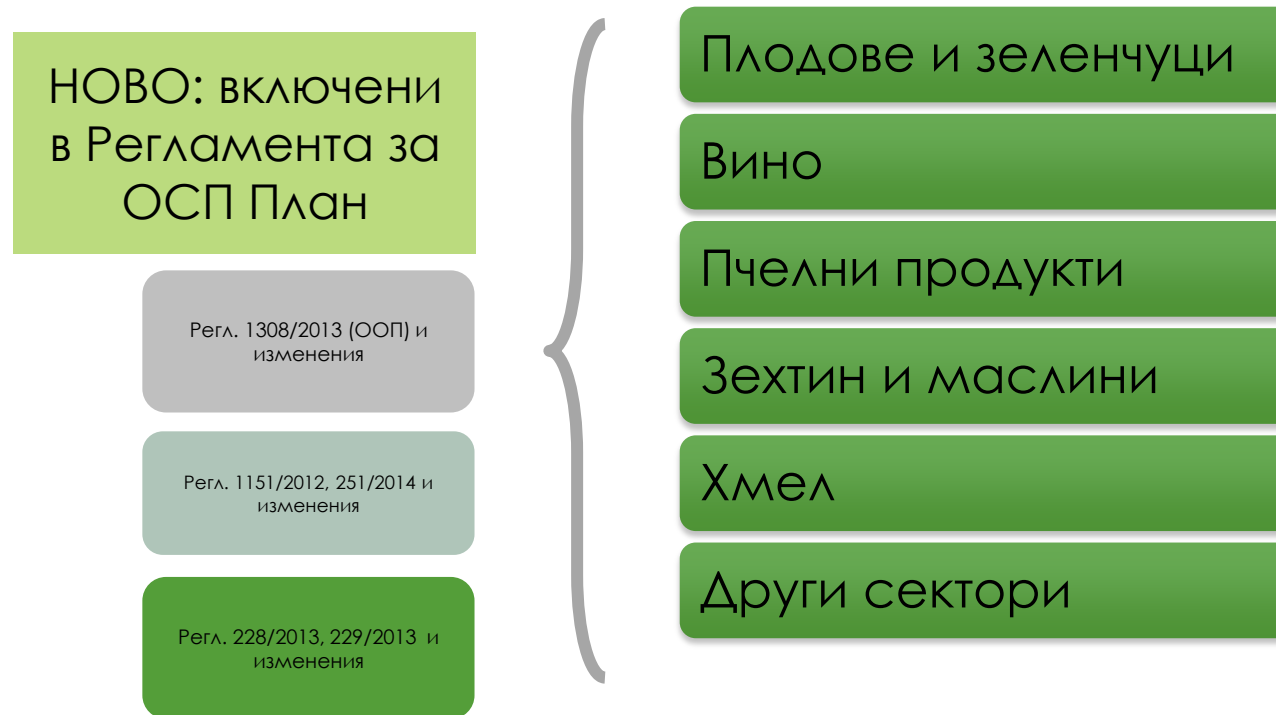 НОВО: включени
в Регламента за
ОСП План
Регл. 1308/2013 (ООП) и
изменения
Регл. 1151/2012, 251/2014 и
изменения
Регл. 228/2013, 229/2013 и
изменения
Плодове и зеленчуци
Вино
Пчелни продукти
Зехтин и маслини
Хмел
Други сектори